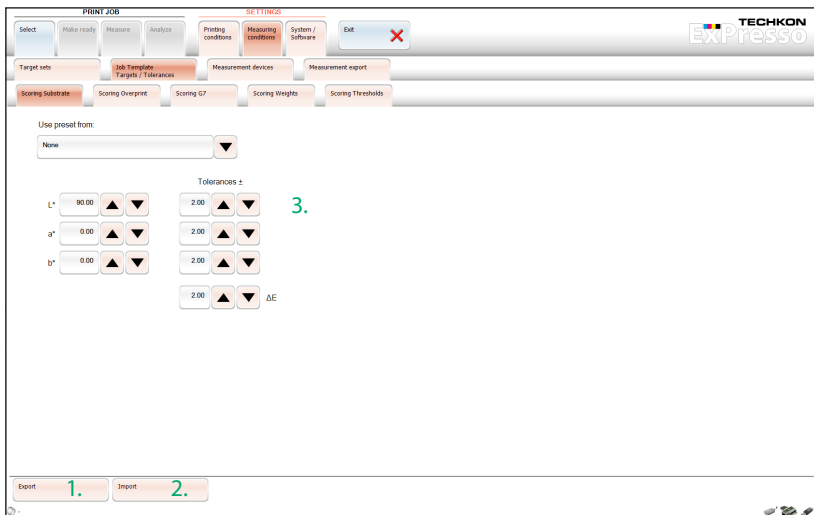 PRINT JOB
SETTINGS
Select
Make ready
Measure
Analyze
Printing
conditions
Measuring
conditions
System /
Software
Exit
TECHKON
ExPresso
Target sets
Job Template
Targets / Tolerances
Measurement devices
Measurement export
Scoring Substrate
Scoring Overprint
Scoring G7
Scoring Weights
Scoring Thresholds
Use preset from:
None
Tolerances ±
L* 90.00 2.00 3.
a* 0.00 2.00
b* 0.00 2.00
2.00 ΔE
Export 1. Import 2.